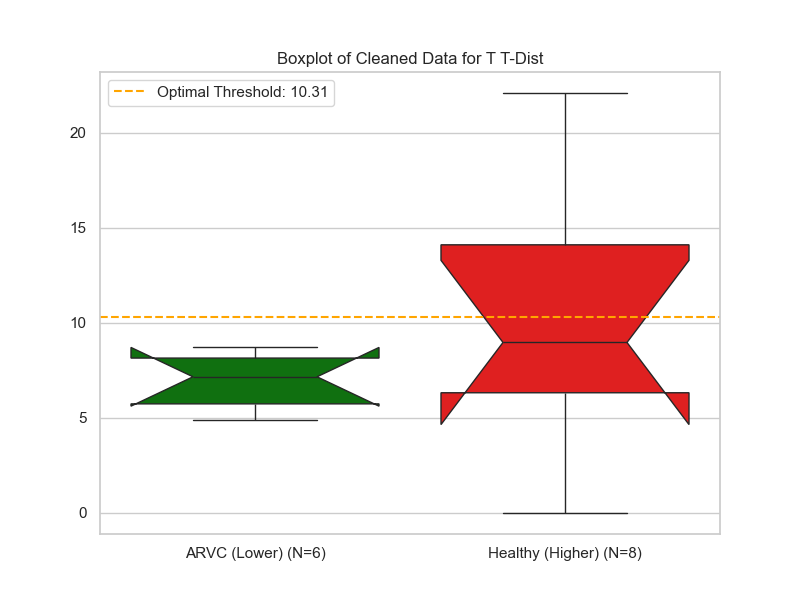 Boxplot of Cleaned Data for T T-Dist
Optimal Threshold: 10.31
20
15
10
5
0
ARVC (Lower) (N=6)
Healthy (Higher) (N=8)